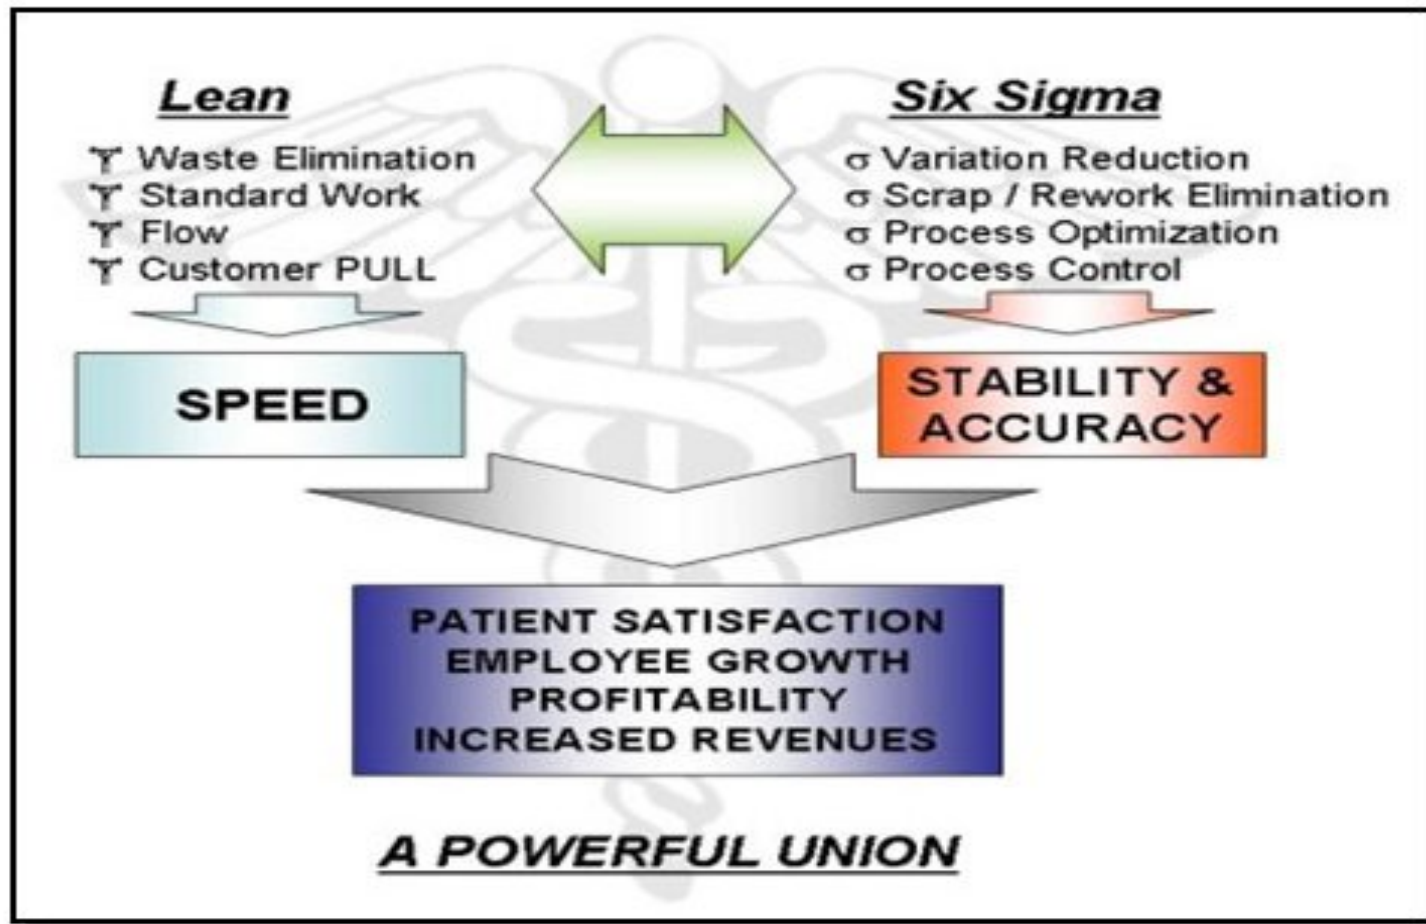 Lean
ϒ Waste Elimination
ϒ Standard Work
ϒ Flow
ϒ Customer PULL
SPEED
Six Sigma
σ Variation Reduction
σ Scrap / Rework Elimination
σ Process Optimization
σ Process Control
STABILITY &
ACCURACY
PATIENT SATISFACTION
EMPLOYEE GROWTH
PROFITABILITY
INCREASED REVENUES
A POWERFUL UNION